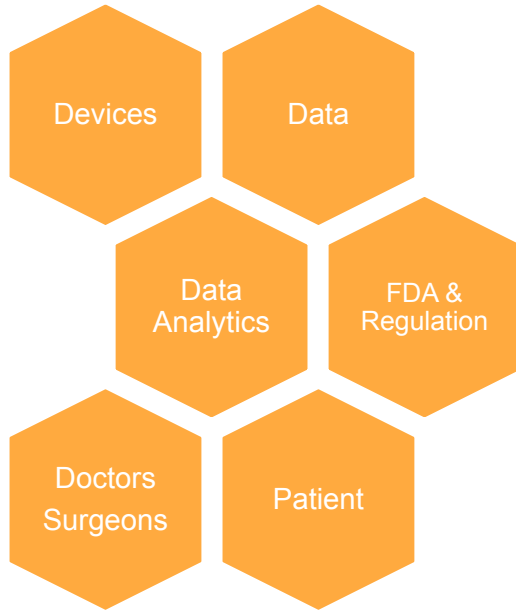 Devices
Data
Data
Analytics
FDA &
Regulation
Doctors
Surgeons
Patient